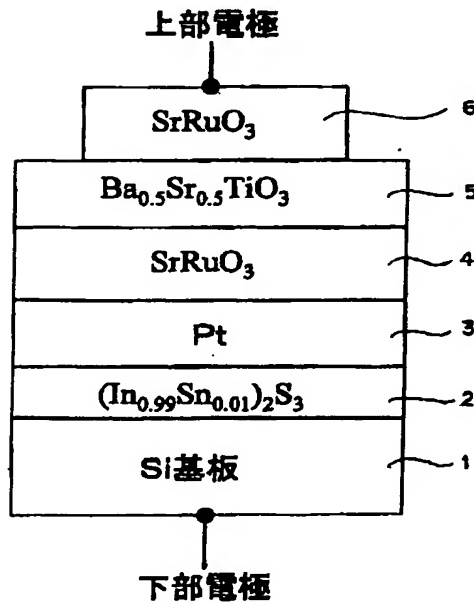 上部電極
SrRuO₃ 6
Ba₀.₅Sr₀.₅TiO₃ 5
SrRuO₃ 4
Pt 3
(In₀.₉₉Sn₀.₀₁)₂S₃ 2
Si基板 1
下部電極